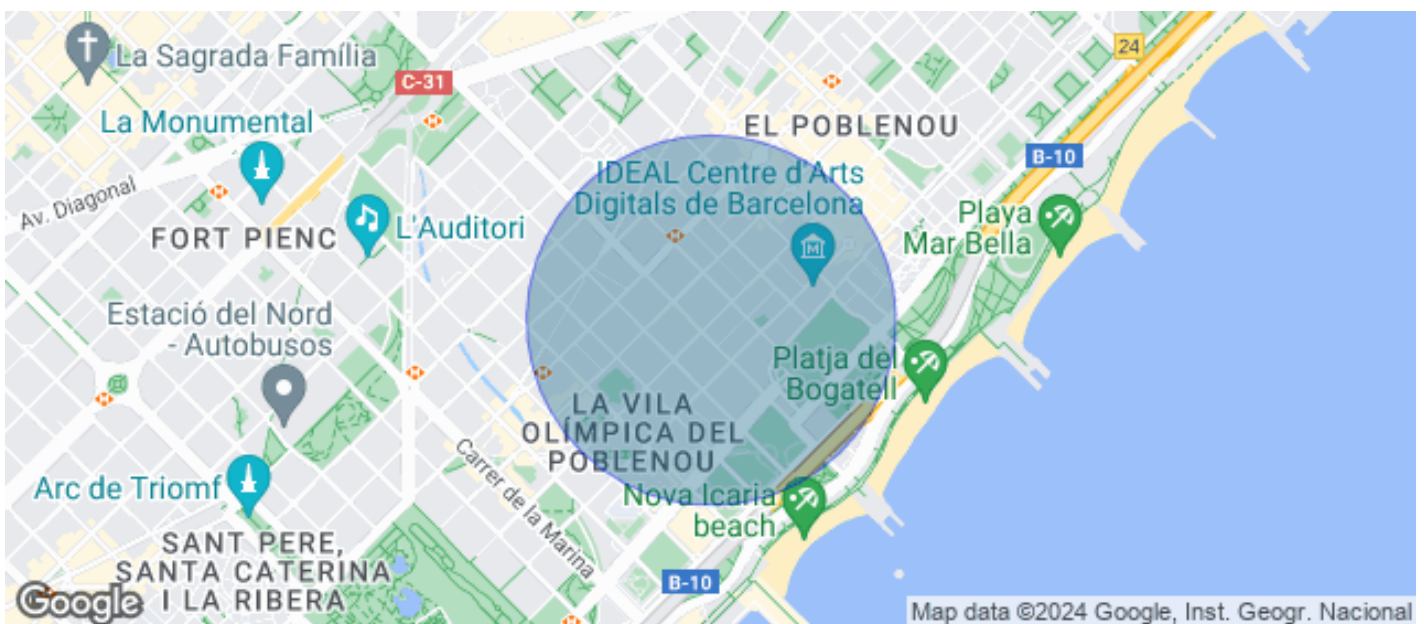 La Sagrada Família
24
C-31
La Monumental
EL POBLENOU
B-10
IDEAL Centre d'Arts
Digitals de Barcelona
Av. Diagonal
L'Auditori
FORT PIENC
Playa
Mar Bella
Estació del Nord
- Autobusos
Platja del
Bogatell
LA VILA
OLÍMPICA DEL
POBLENOU
Carrer de la Marina
Arc de Triomf
Nova Icaria
beach
SANT PERE,
SANTA CATERINA
I LA RIBERA
B-10
Google
Map data ©2024 Google, Inst. Geogr. Nacional